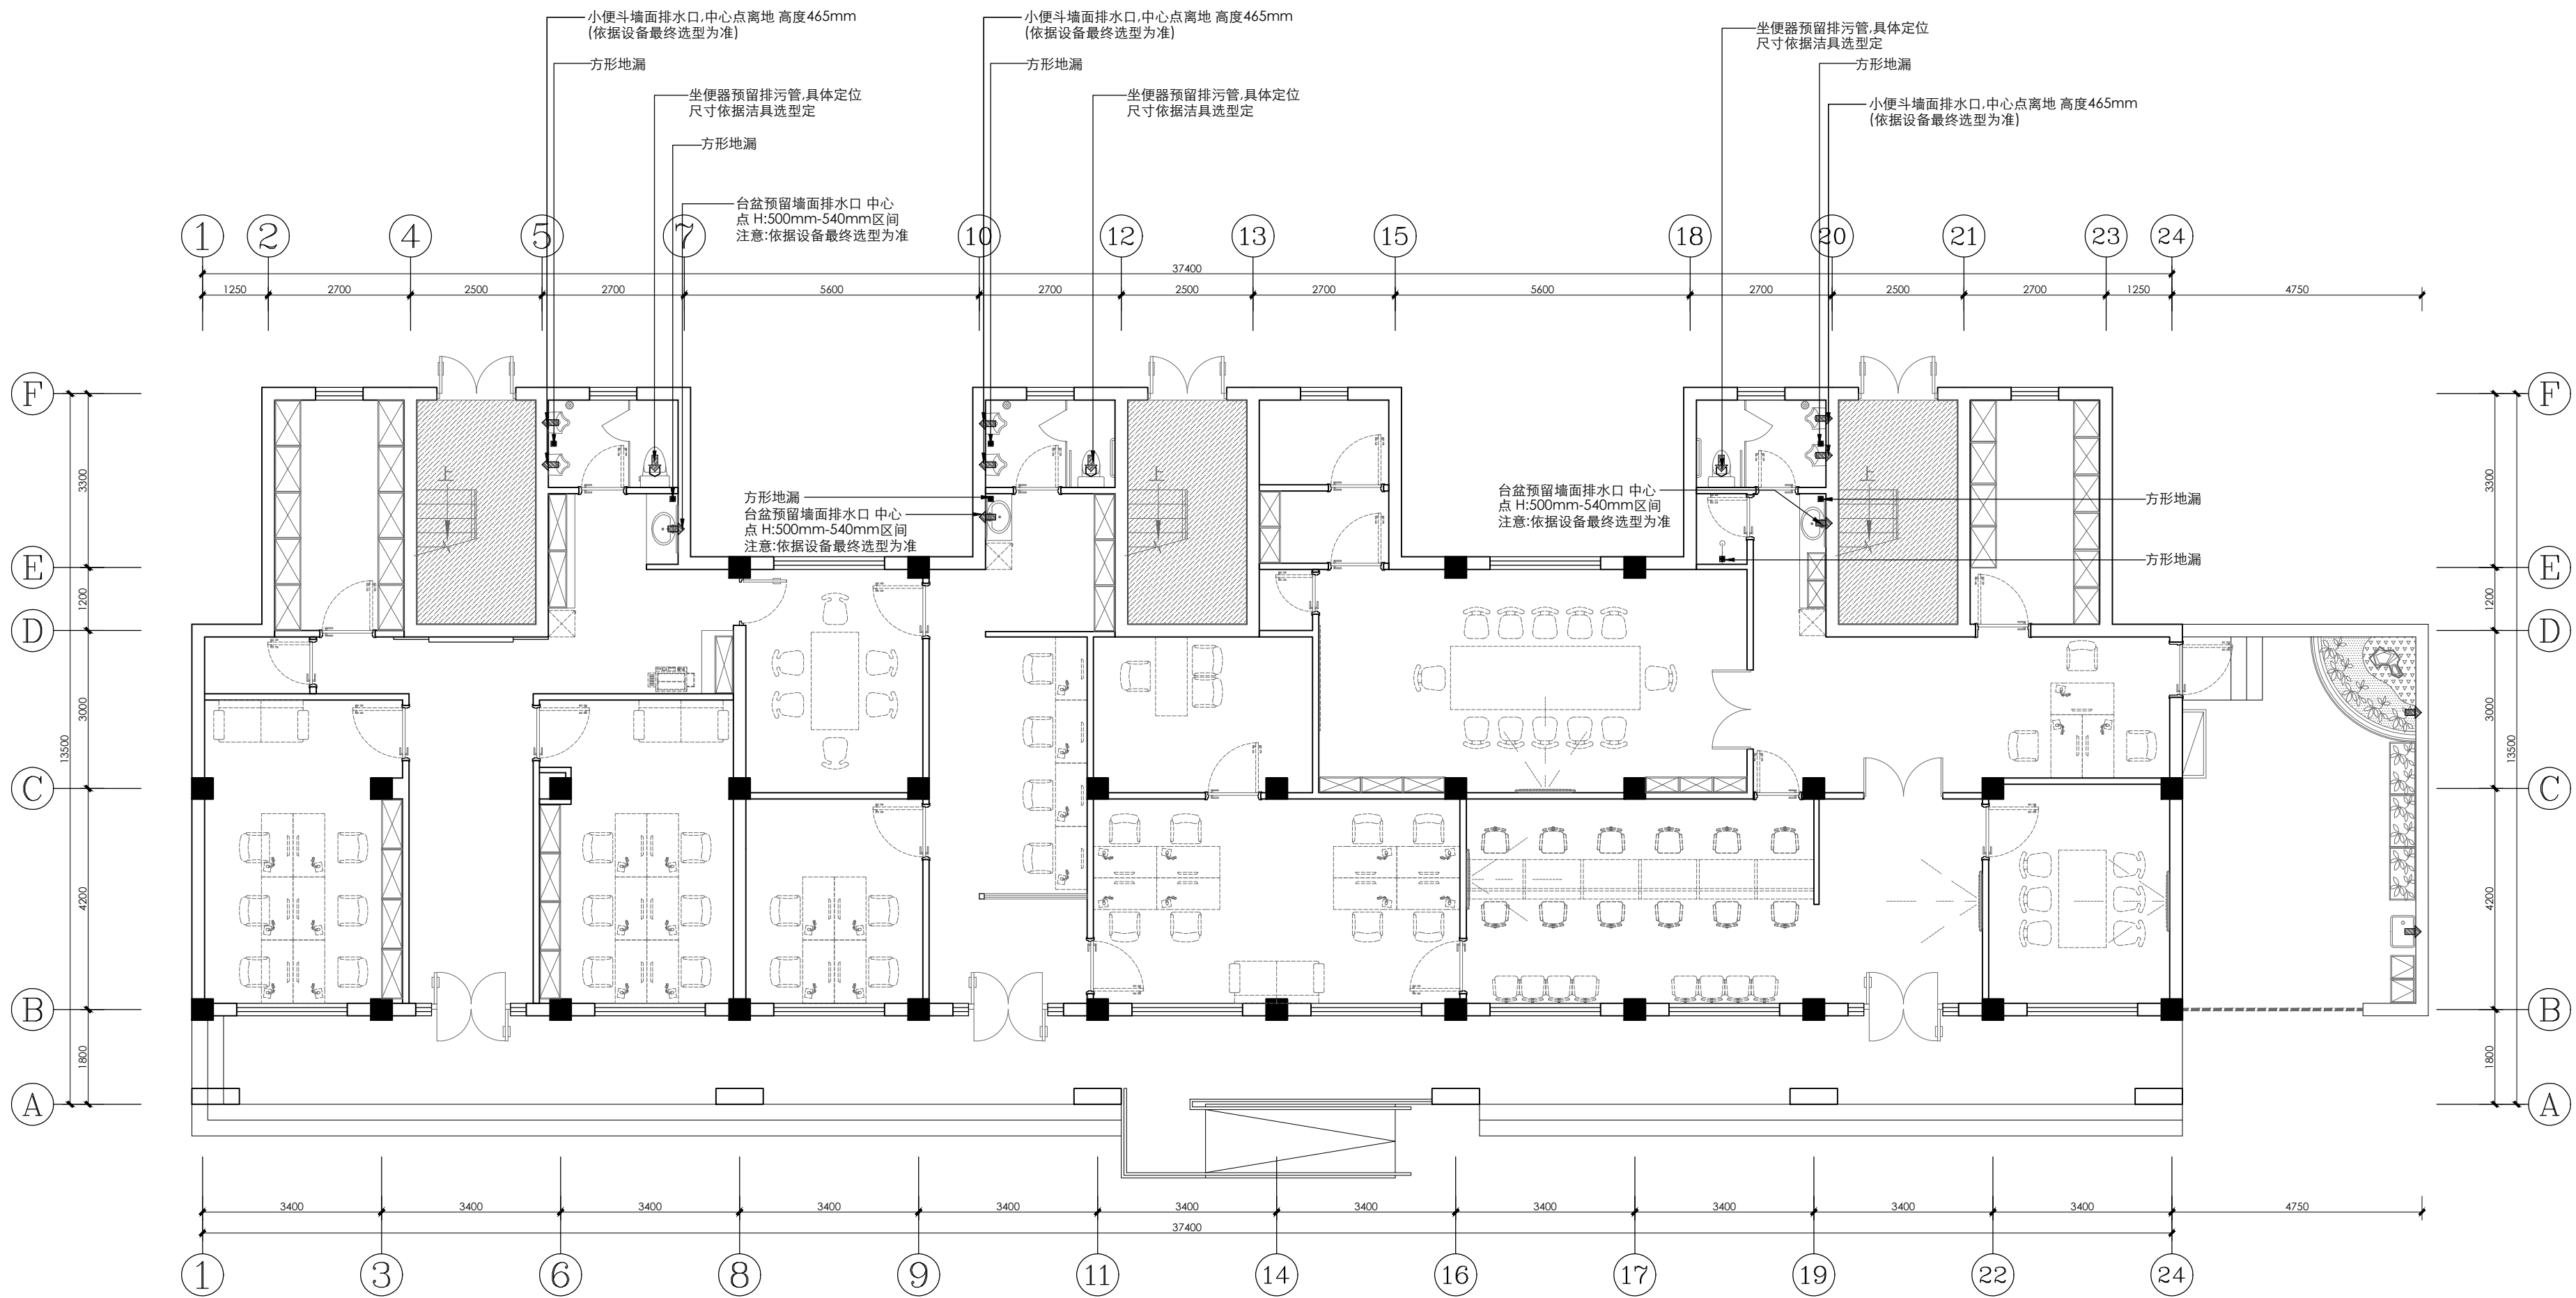 小便斗墙面排水口,中心点离地 高度465mm
(依据设备最终选型为准)
方形地漏
坐便器预留排污管,具体定位
尺寸依据洁具选型定
方形地漏
台盆预留墙面排水口 中心
点 H:500mm-540mm区间
注意:依据设备最终选型为准
小便斗墙面排水口,中心点离地 高度465mm
(依据设备最终选型为准)
方形地漏
坐便器预留排污管,具体定位
尺寸依据洁具选型定
坐便器预留排污管,具体定位
尺寸依据洁具选型定
方形地漏
小便斗墙面排水口,中心点离地 高度465mm
(依据设备最终选型为准)
1 2 4 5 7 10 12 13 15 18 20 21 23 24
37400
1250 2700 2500 2700 5600 2700 2500 2700 5600 2700 2500 2700 1250 4750
F
E
D
C
B
A
3300
1200
3000
4200
1800
13500
上
上
上
方形地漏
台盆预留墙面排水口 中心
点 H:500mm-540mm区间
注意:依据设备最终选型为准
台盆预留墙面排水口 中心
点 H:500mm-540mm区间
注意:依据设备最终选型为准
方形地漏
方形地漏
F
E
D
C
B
A
3300
1200
3000
4200
1800
13500
3400 3400 3400 3400 3400 3400 3400 3400 3400 3400 3400 4750
37400
1 3 6 8 9 11 14 16 17 19 22 24